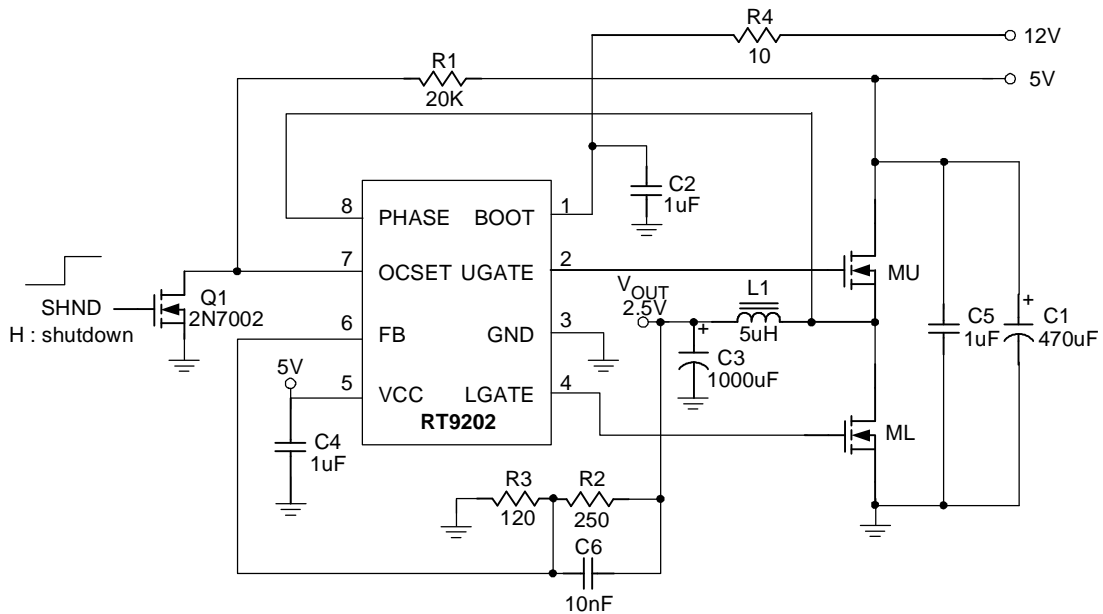 R4
10
12V
R1
20K
5V
C2
1uF
8 PHASE BOOT 1
7 OCSET UGATE 2
6 FB GND 3
5 VCC LGATE 4
RT9202
SHND
H : shutdown
Q1
2N7002
MU
VOUT
2.5V
L1
5uH
C3
1000uF
+
C5
1uF
+
C1
470uF
5V
C4
1uF
ML
R3
120
R2
250
C6
10nF